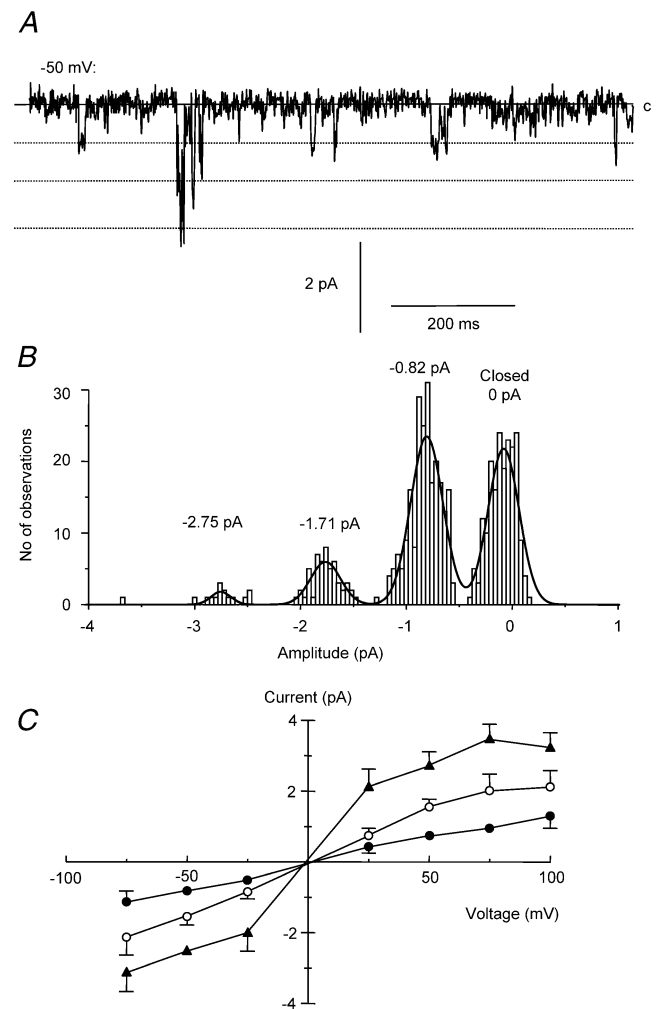 A
-50 mV:
c
2 pA
200 ms
B
-0.82 pA
Closed
0 pA
30
No of observations
20
-2.75 pA
-1.71 pA
10
0
-4
-3
-2
-1
0
1
Amplitude (pA)
Current (pA)
C
4
2
-100
-50
50
100
Voltage (mV)
-2
-4